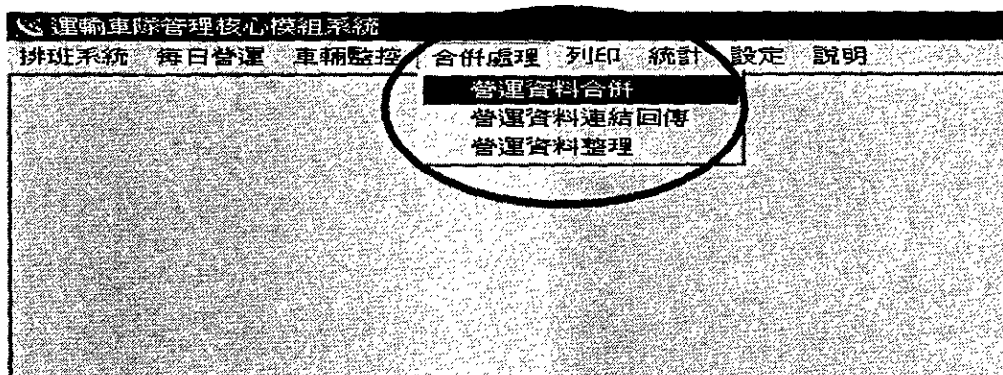 運輸車隊管理核心模組系統
排班系統 每日營運 車輛監控 合併處理 列印 統計 設定 說明
營運資料合併
營運資料連結回傳
營運資料整理